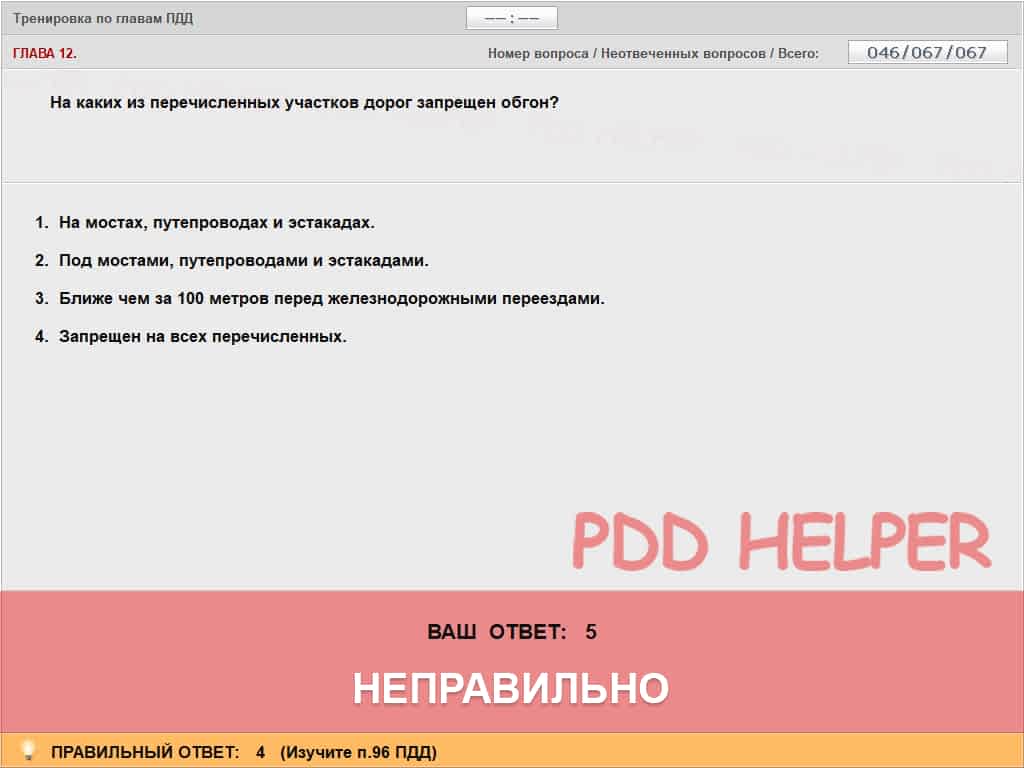 Тренировка по главам ПДД
—— : ——
ГЛАВА 12.
Номер вопроса / Неотвеченных вопросов / Всего: 046/067/067
На каких из перечисленных участков дорог запрещен обгон?
1. На мостах, путепроводах и эстакадах.
2. Под мостами, путепроводами и эстакадами.
3. Ближе чем за 100 метров перед железнодорожными переездами.
4. Запрещен на всех перечисленных.
PDD HELPER
ВАШ ОТВЕТ: 5
НЕПРАВИЛЬНО
ПРАВИЛЬНЫЙ ОТВЕТ: 4 (Изучите п.96 ПДД)